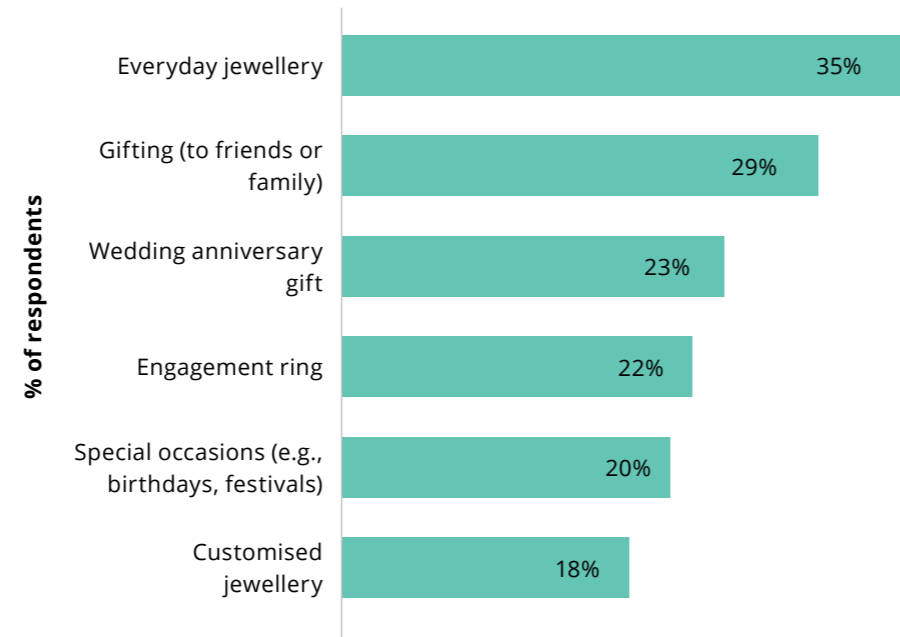 % of respondents
Everyday jewellery
35%
Gifting (to friends or
family)
29%
Wedding anniversary
gift
23%
Engagement ring
22%
Special occasions (e.g.,
birthdays, festivals)
20%
Customised
jewellery
18%